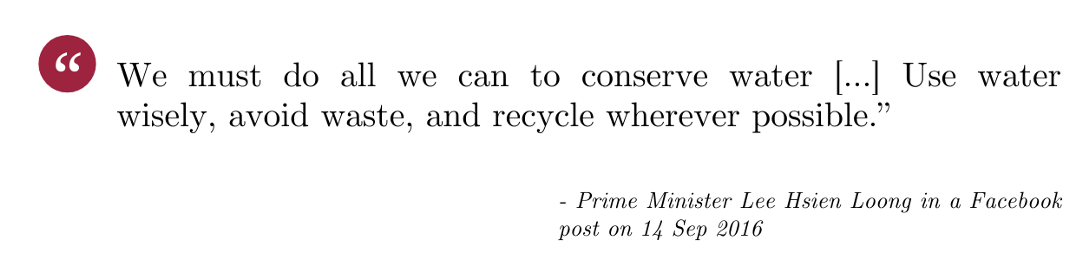 “
We must do all we can to conserve water [...] Use water
wisely, avoid waste, and recycle wherever possible.”
- Prime Minister Lee Hsien Loong in a Facebook
post on 14 Sep 2016